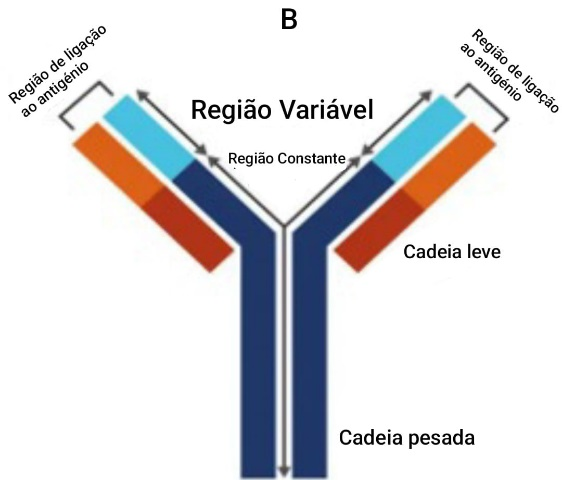 B
Região de ligação
ao antigénio
Região de ligação
ao antigénio
Região Variável
Região Constante
Cadeia leve
Cadeia pesada